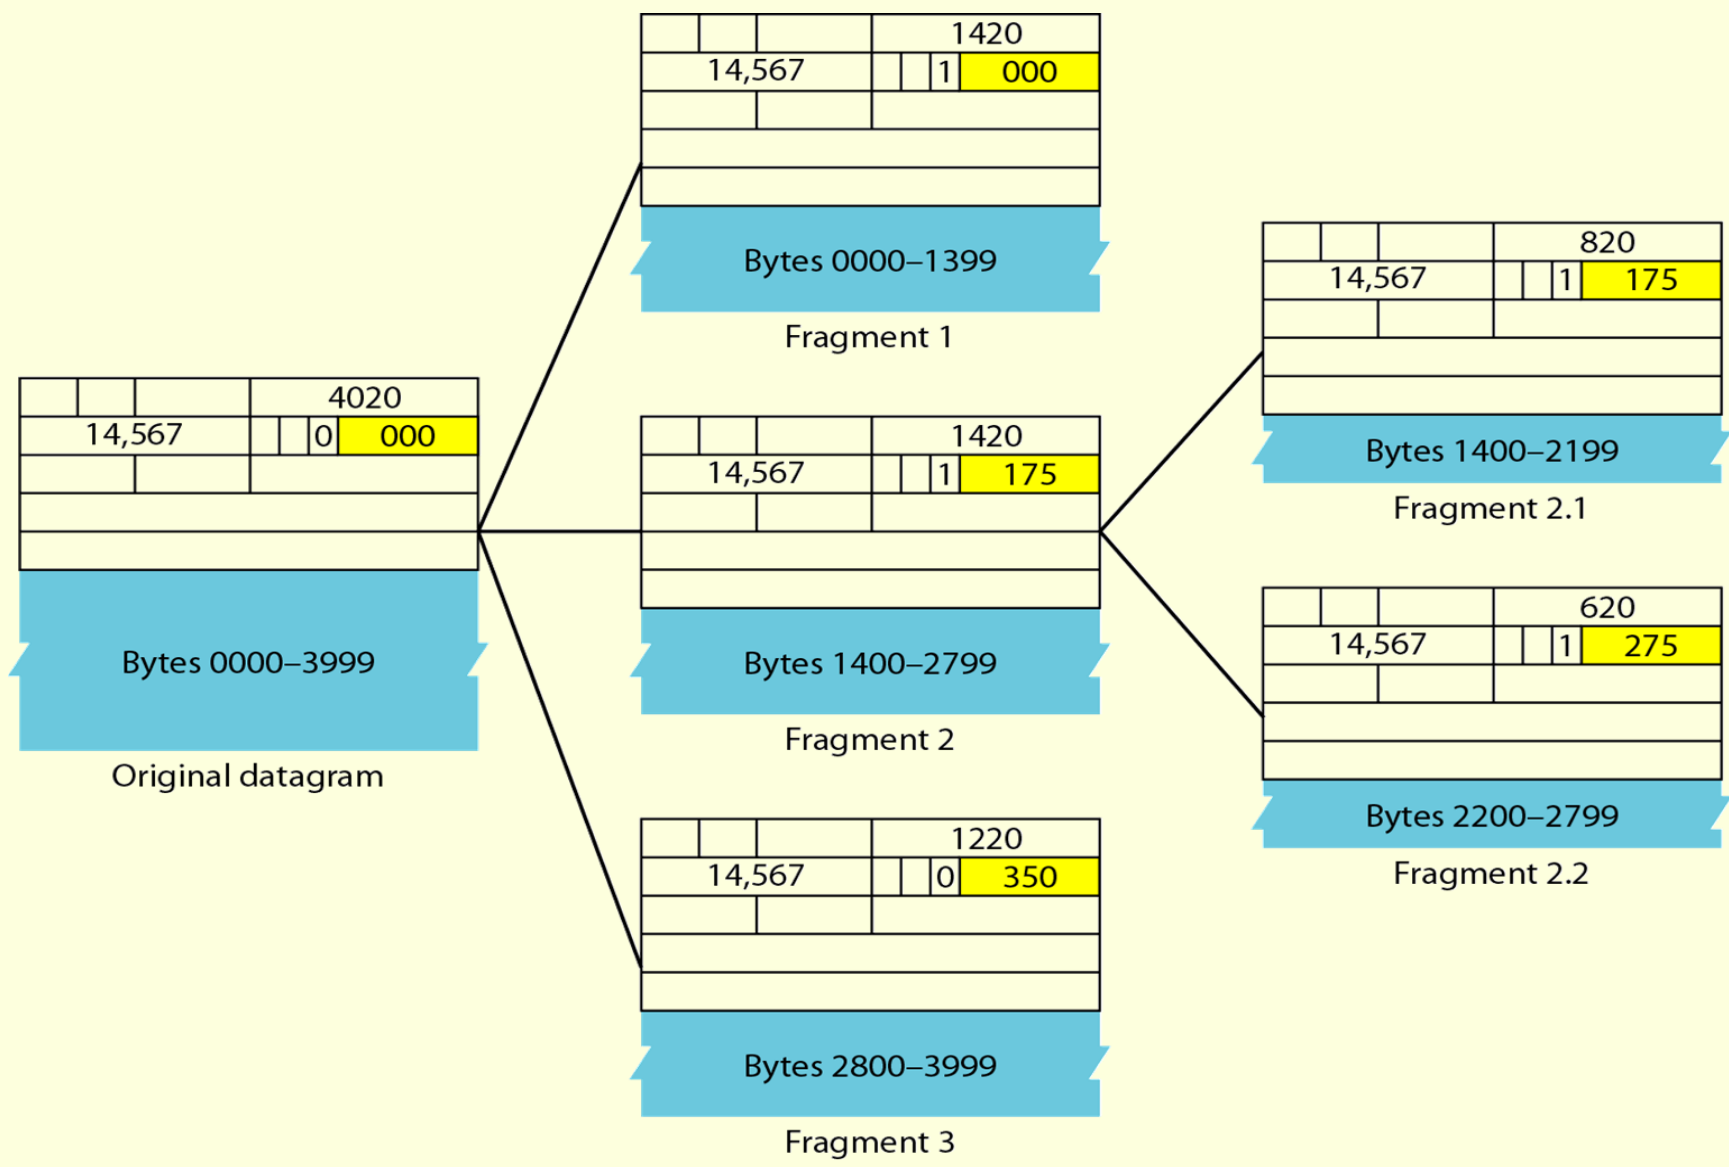 4020
14,567 0 000
Bytes 0000–3999
Original datagram
1420
14,567 1 000
Bytes 0000–1399
Fragment 1
1420
14,567 1 175
Bytes 1400–2799
Fragment 2
1220
14,567 0 350
Bytes 2800–3999
Fragment 3
820
14,567 1 175
Bytes 1400–2199
Fragment 2.1
620
14,567 1 275
Bytes 2200–2799
Fragment 2.2